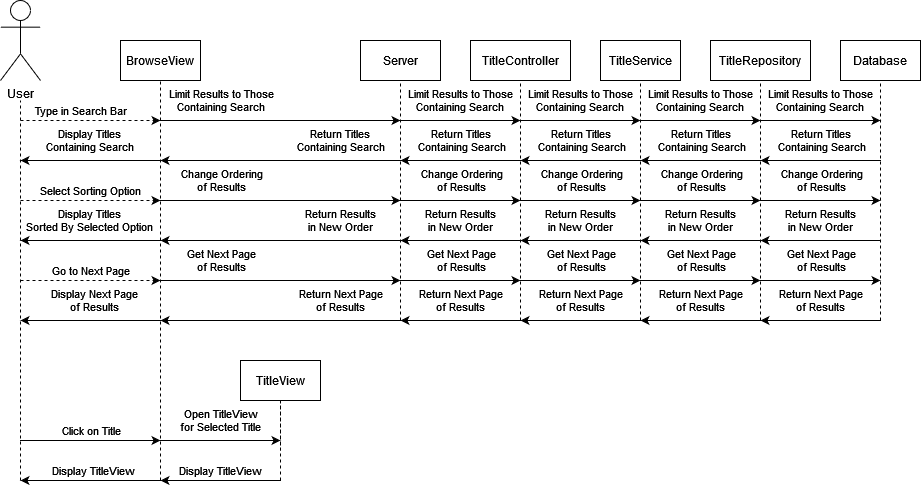 BrowseView
Server
TitleController
TitleService
TitleRepository
Database
User
Type in Search Bar
Limit Results to Those
Containing Search
Limit Results to Those
Containing Search
Limit Results to Those
Containing Search
Limit Results to Those
Containing Search
Limit Results to Those
Containing Search
Display Titles
Containing Search
Return Titles
Containing Search
Return Titles
Containing Search
Return Titles
Containing Search
Return Titles
Containing Search
Return Titles
Containing Search
Select Sorting Option
Change Ordering
of Results
Change Ordering
of Results
Change Ordering
of Results
Change Ordering
of Results
Change Ordering
of Results
Display Titles
Sorted By Selected Option
Return Results
in New Order
Return Results
in New Order
Return Results
in New Order
Return Results
in New Order
Return Results
in New Order
Go to Next Page
Get Next Page
of Results
Get Next Page
of Results
Get Next Page
of Results
Get Next Page
of Results
Get Next Page
of Results
Display Next Page
of Results
Return Next Page
of Results
Return Next Page
of Results
Return Next Page
of Results
Return Next Page
of Results
Return Next Page
of Results
TitleView
Click on Title
Open TitleView
for Selected Title
Display TitleView
Display TitleView